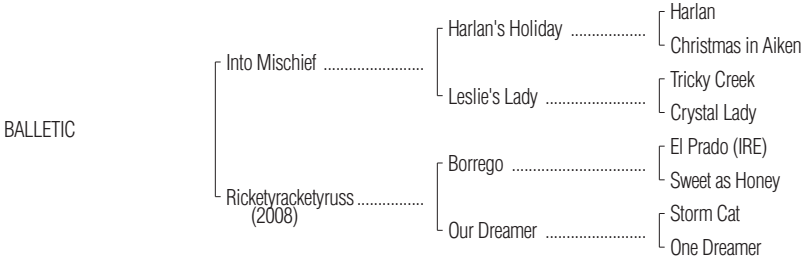 Harlan
Harlan's Holiday ....................
Christmas in Aiken
Into Mischief ...........................
Tricky Creek
Leslie's Lady ...........................
Crystal Lady
BALLETIC
El Prado (IRE)
Borrego ....................................
Sweet as Honey
Ricketyracketyruss ..................
(2008)
Storm Cat
Our Dreamer ...........................
One Dreamer